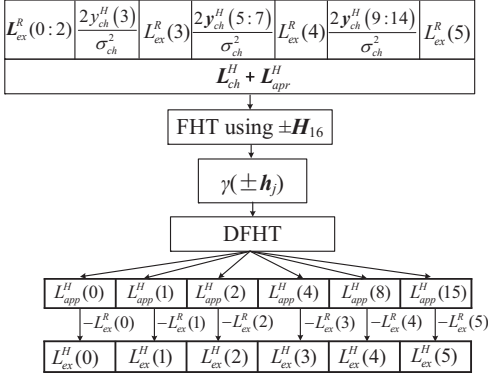 L_ex^R(0:2) | 2y_ch^H(3)/σ_ch^2 | L_ex^R(3) | 2y_ch^H(5:7)/σ_ch^2 | L_ex^R(4) | 2y_ch^H(9:14)/σ_ch^2 | L_ex^R(5)
L_ch^H + L_apr^H
FHT using ±H_16
γ(±h_j)
DFHT
L_app^H(0) L_app^H(1) L_app^H(2) L_app^H(4) L_app^H(8) L_app^H(15)
−L_ex^R(0) −L_ex^R(1) −L_ex^R(2) −L_ex^R(3) −L_ex^R(4) −L_ex^R(5)
L_ex^H(0) L_ex^H(1) L_ex^H(2) L_ex^H(3) L_ex^H(4) L_ex^H(5)